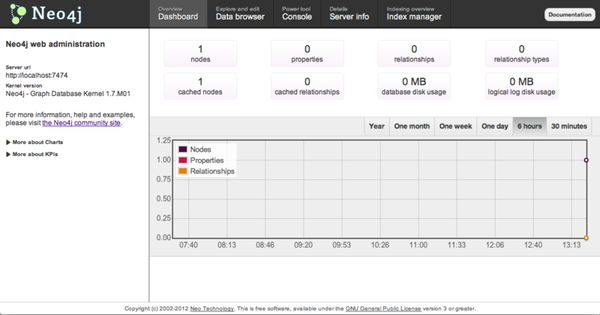 Neo4j
Overview
Dashboard
Explore and edit
Data browser
Power tool
Console
Details
Server info
Indexing overview
Index manager
Documentation
Neo4j web administration
Server url
http://localhost:7474
Kernel version
Neo4j - Graph Database Kernel 1.7.M01
For more information, help and examples,
please visit the Neo4j community site.
More about Charts
More about KPIs
1
nodes
0
properties
0
relationships
0
relationship types
1
cached nodes
0
cached relationships
0 MB
database disk usage
0 MB
logical log disk usage
Year
One month
One week
One day
6 hours
30 minutes
Nodes
Properties
Relationships
1.25
1.00
0.75
0.50
0.25
0.00
07:40
08:13
08:46
09:20
09:53
10:26
11:00
11:33
12:06
12:40
13:13
Copyright (c) 2002-2012 Neo Technology. This is free software, available under the GNU General Public License version 3 or greater.